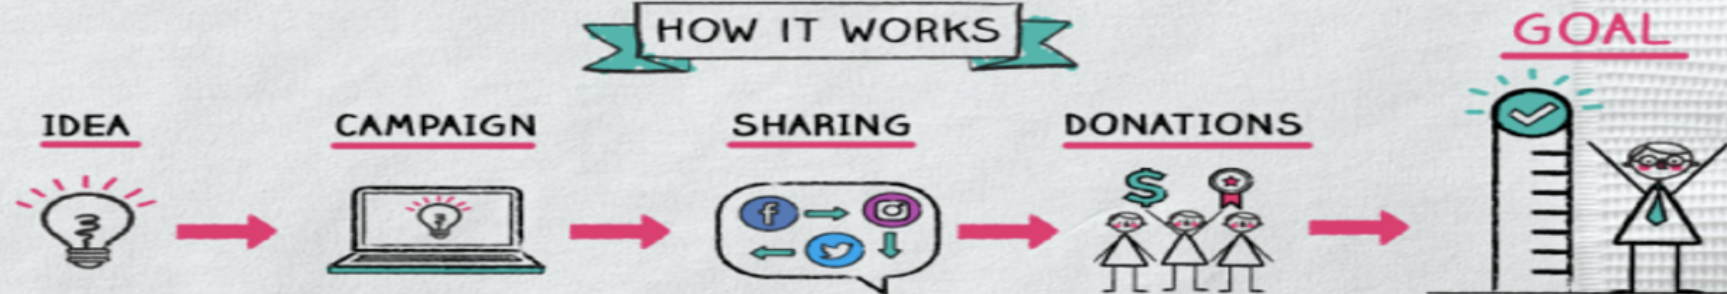 HOW IT WORKS
GOAL
IDEA
CAMPAIGN
SHARING
DONATIONS
$